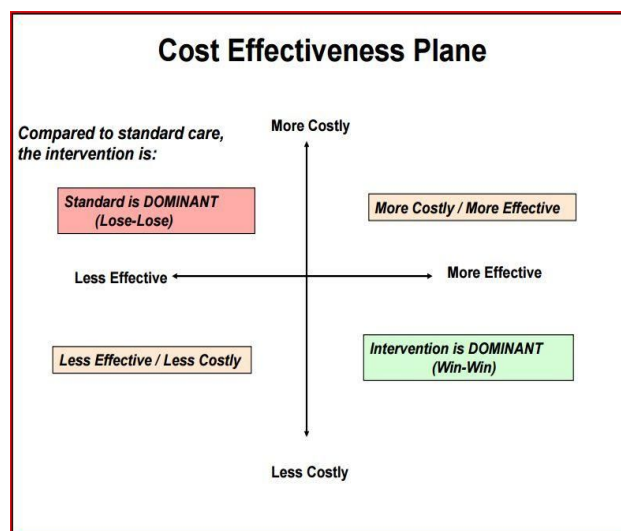 Cost Effectiveness Plane
Compared to standard care,
the intervention is:
More Costly
Standard is DOMINANT
(Lose-Lose)
More Costly / More Effective
Less Effective
More Effective
Less Effective / Less Costly
Intervention is DOMINANT
(Win-Win)
Less Costly